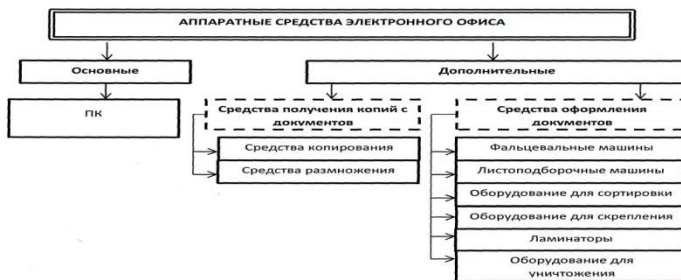 АППАРАТНЫЕ СРЕДСТВА ЭЛЕКТРОННОГО ОФИСА
Основные
Дополнительные
ПК
Средства получения копий с
документов
Средства оформления
документов
Средства копирования
Средства размножения
Фальцевальные машины
Листоподборочные машины
Оборудование для сортировки
Оборудование для скрепления
Ламинаторы
Оборудование для
уничтожения